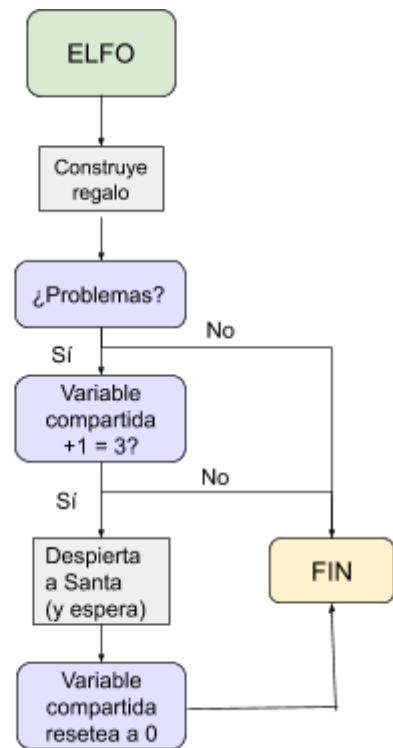 ELFO
Construye
regalo
¿Problemas?
No
Sí
Variable
compartida
+1 = 3?
No
Sí
Despierta
a Santa
(y espera)
FIN
Variable
compartida
resetea a 0